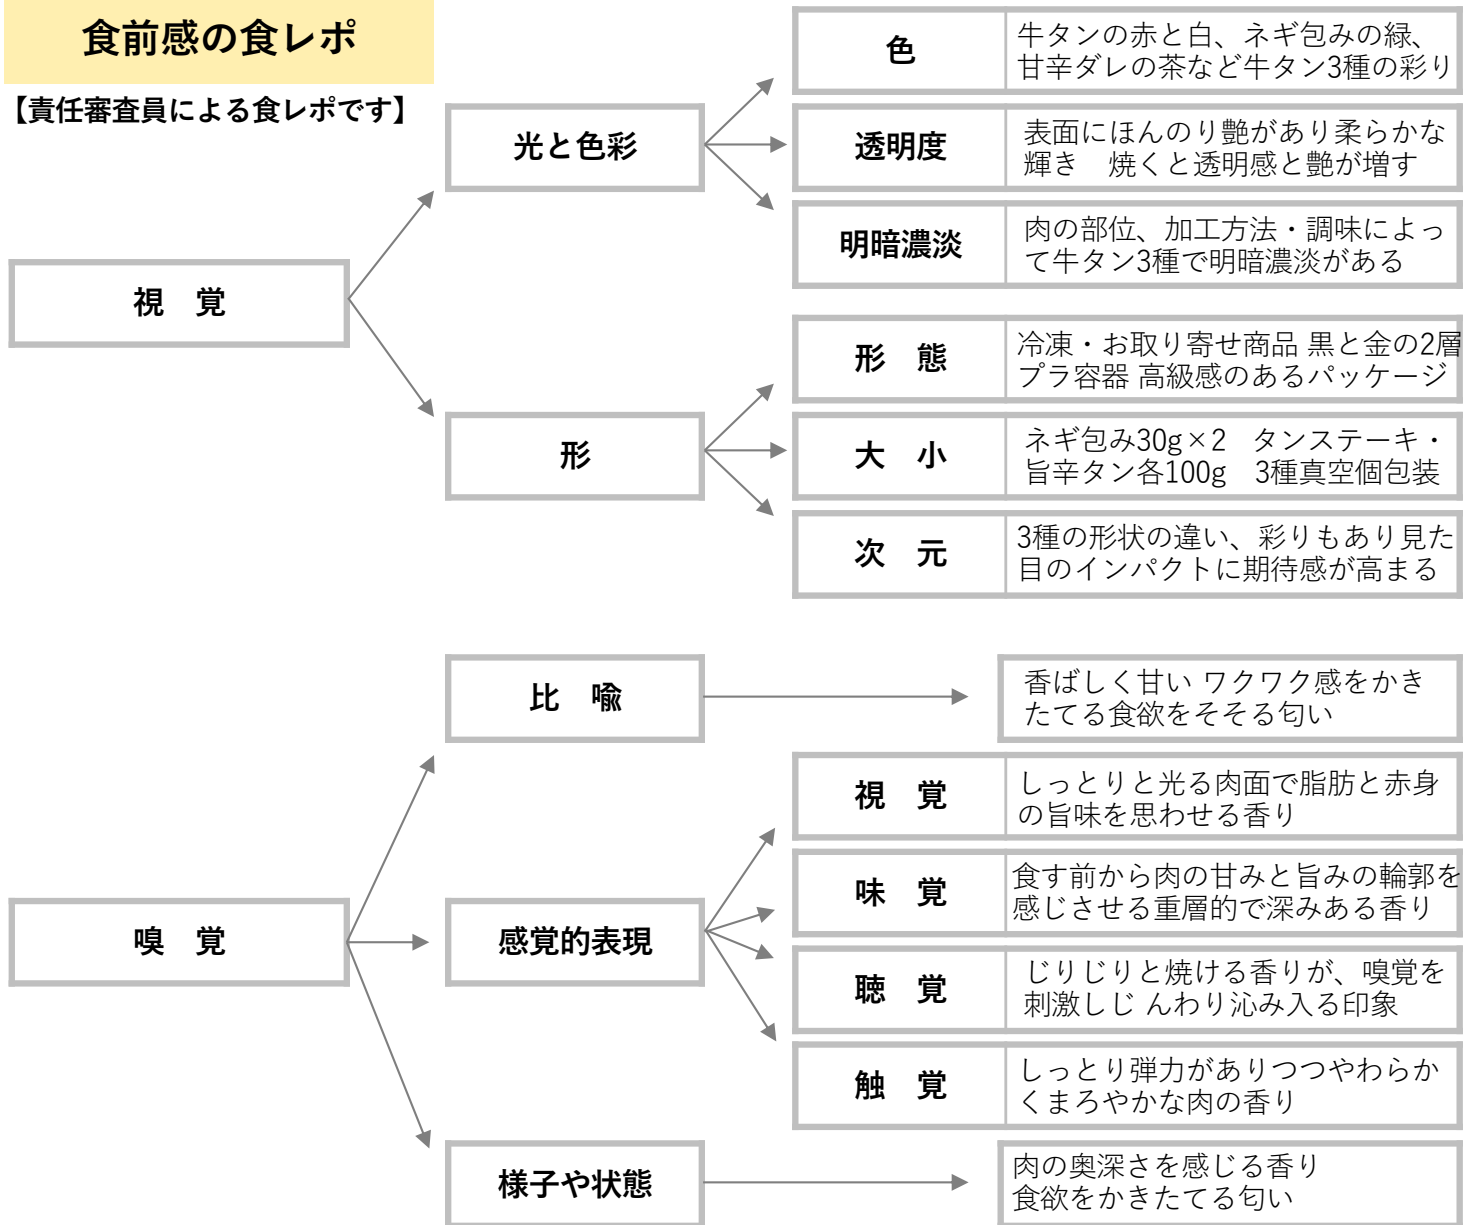 食前感の食レポ
【責任審査員による食レポです】
視　覚
光と色彩
色
牛タンの赤と白、ネギ包みの緑、
甘辛ダレの茶など牛タン3種の彩り
透明度
表面にほんのり艶があり柔らかな
輝き　焼くと透明感と艶が増す
明暗濃淡
肉の部位、加工方法・調味によっ
て牛タン3種で明暗濃淡がある
形
形　態
冷凍・お取り寄せ商品 黒と金の2層
プラ容器 高級感のあるパッケージ
大　小
ネギ包み30g×2　タンステーキ・
旨辛タン各100g　3種真空個包装
次　元
3種の形状の違い、彩りもあり見た
目のインパクトに期待感が高まる
嗅　覚
比　喩
香ばしく甘い ワクワク感をかき
たてる食欲をそそる匂い
感覚的表現
視　覚
しっとりと光る肉面で脂肪と赤身
の旨味を思わせる香り
味　覚
食す前から肉の甘みと旨みの輪郭を
感じさせる重層的で深みある香り
聴　覚
じりじりと焼ける香りが、嗅覚を
刺激しじ んわり沁み入る印象
触　覚
しっとり弾力がありつつやわらか
くまろやかな肉の香り
様子や状態
肉の奥深さを感じる香り
食欲をかきたてる匂い